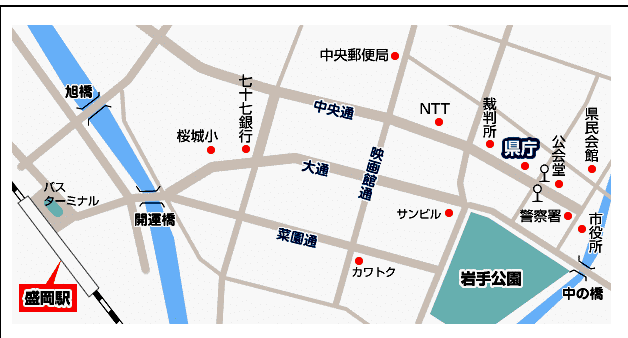 中央郵便局
旭橋
七十七銀行
中央通
NTT
裁判所
県民会館
桜城小
県庁
公会堂
大通
映画館通
バス
ターミナル
開運橋
サンビル
警察署
市役所
菜園通
カワトク
岩手公園
中の橋
盛岡駅